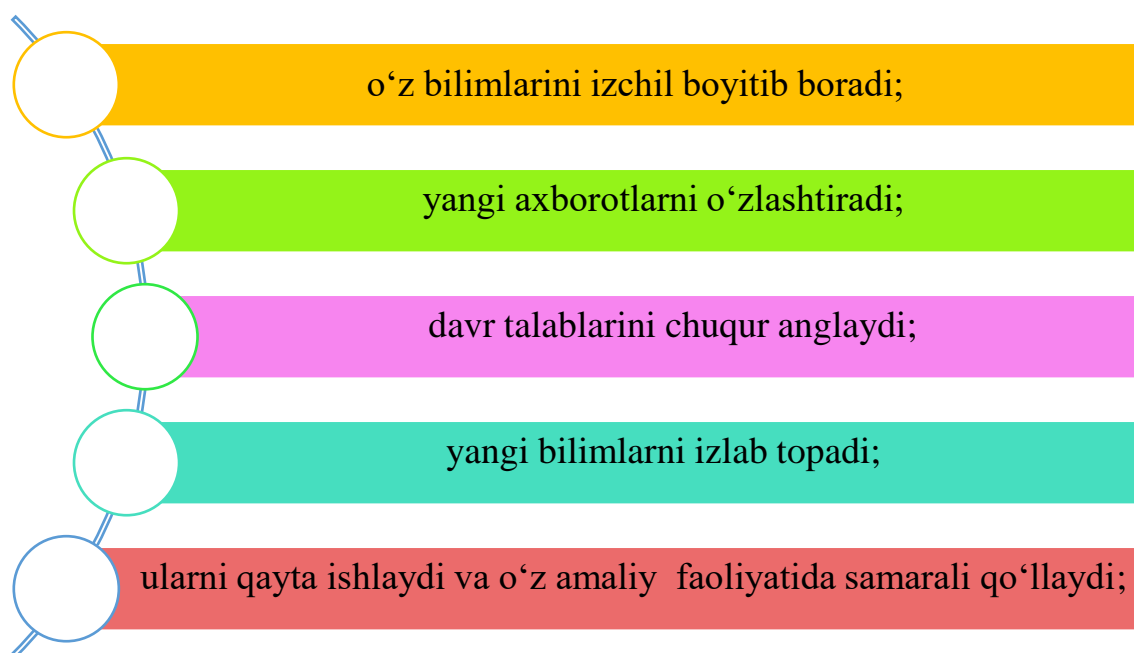 o‘z bilimlarini izchil boyitib boradi;
yangi axborotlarni o‘zlashtiradi;
davr talablarini chuqur anglaydi;
yangi bilimlarni izlab topadi;
ularni qayta ishlaydi va o‘z amaliy faoliyatida samarali qo‘llaydi;